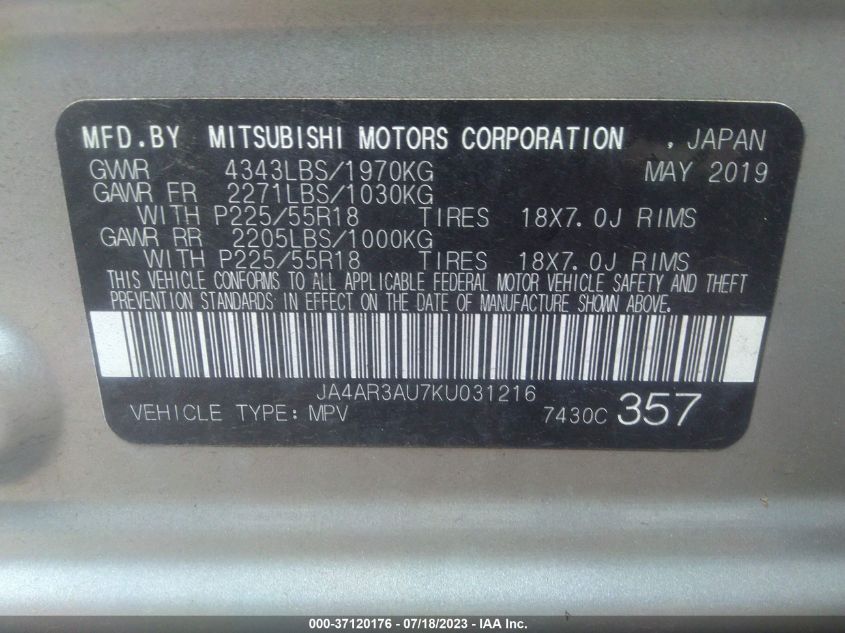 MFD.BY MITSUBISHI MOTORS CORPORATION , JAPAN
GVWR 4343LBS/1970KG MAY 2019
GAWR FR 2271LBS/1030KG
WITH P225/55R18 TIRES 18X7.0J RIMS
GAWR RR 2205LBS/1000KG
WITH P225/55R18 TIRES 18X7.0J RIMS
THIS VEHICLE CONFORMS TO ALL APPLICABLE FEDERAL MOTOR VEHICLE SAFETY AND THEFT
PREVENTION STANDARDS IN EFFECT ON THE DATE OF MANUFACTURE SHOWN ABOVE.
JA4AR3AU7KU031216
VEHICLE TYPE: MPV 7430C 357
000-37120176 - 07/18/2023 - IAA Inc.